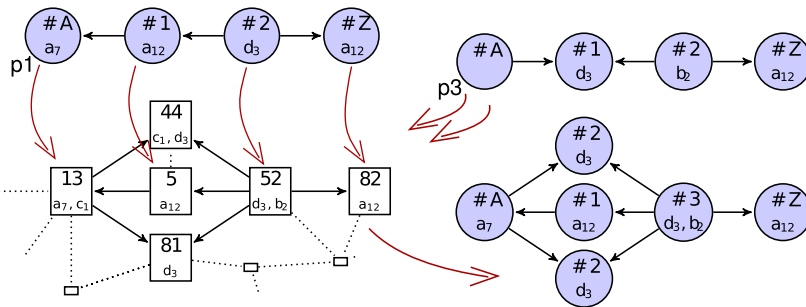 #A #1 #2 #Z
a7 a12 d3 a12
p1
#A #1 #2 #Z
d3 b2 a12
p3
44
c1, d3
13 5 52 82
a7, c1 a12 d3, b2 a12
81
d3
#2
d3
#A #1 #3 #Z
a7 a12 d3, b2 a12
#2
d3